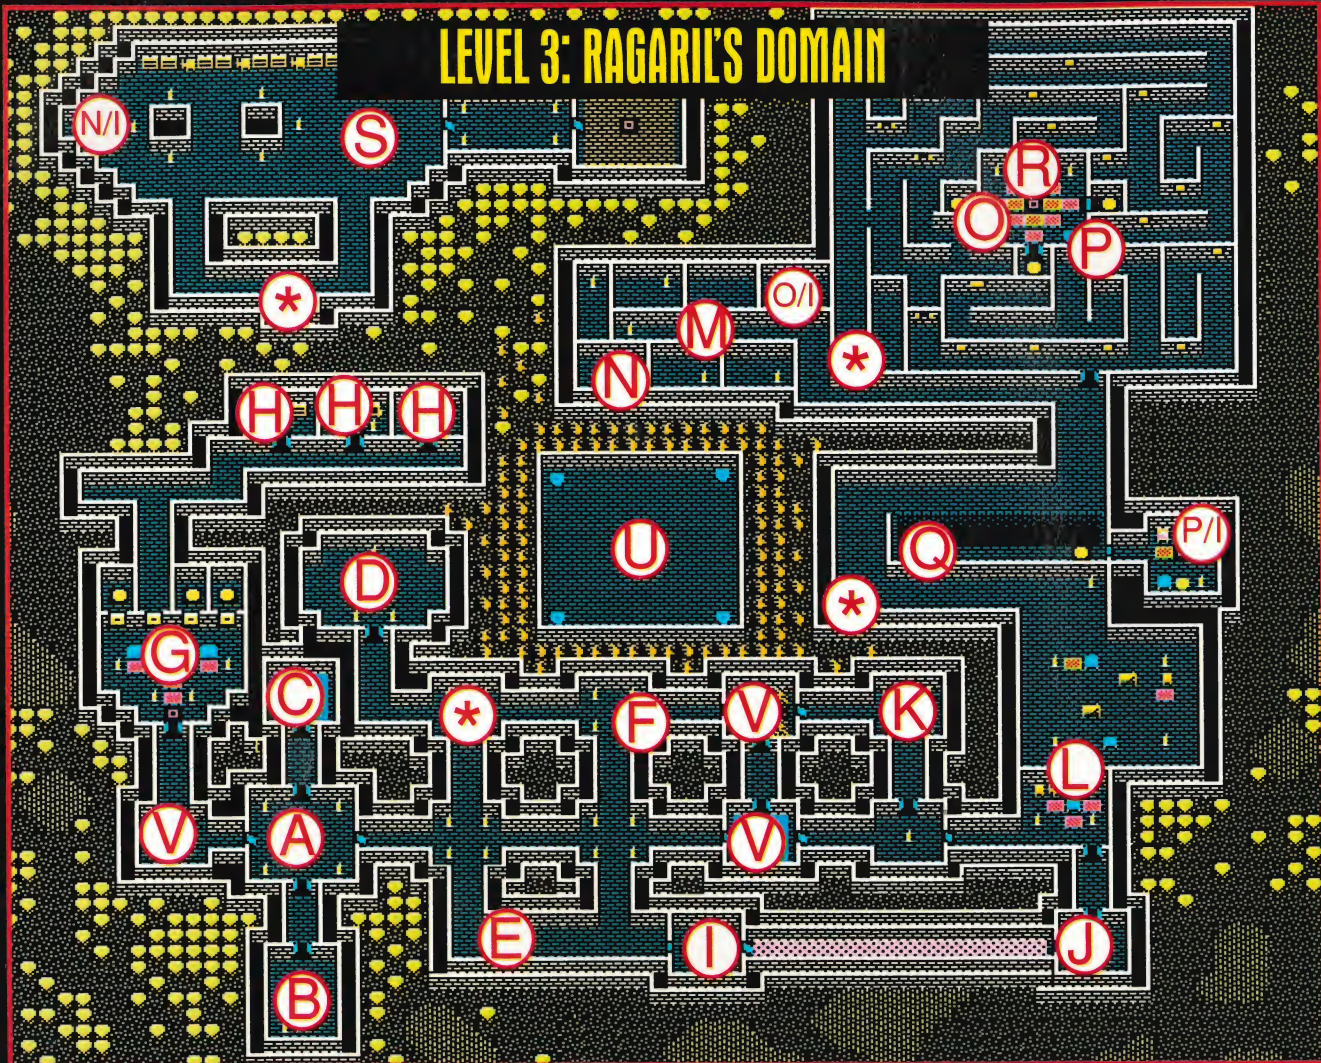 LEVEL 3: RAGARIL'S DOMAIN
N/I
S
R
O
P
*
O/I
M
*
N
H H H
P/I
U
Q
D
*
G
C
*
F
V
K
L
V
A
V
E
I
J
B